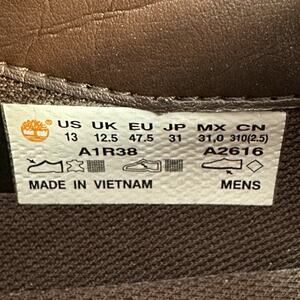 US UK EU JP MX CN
13 12.5 47.5 31 31,0 310(2.5)
A1R38 A2616
MADE IN VIETNAM MENS